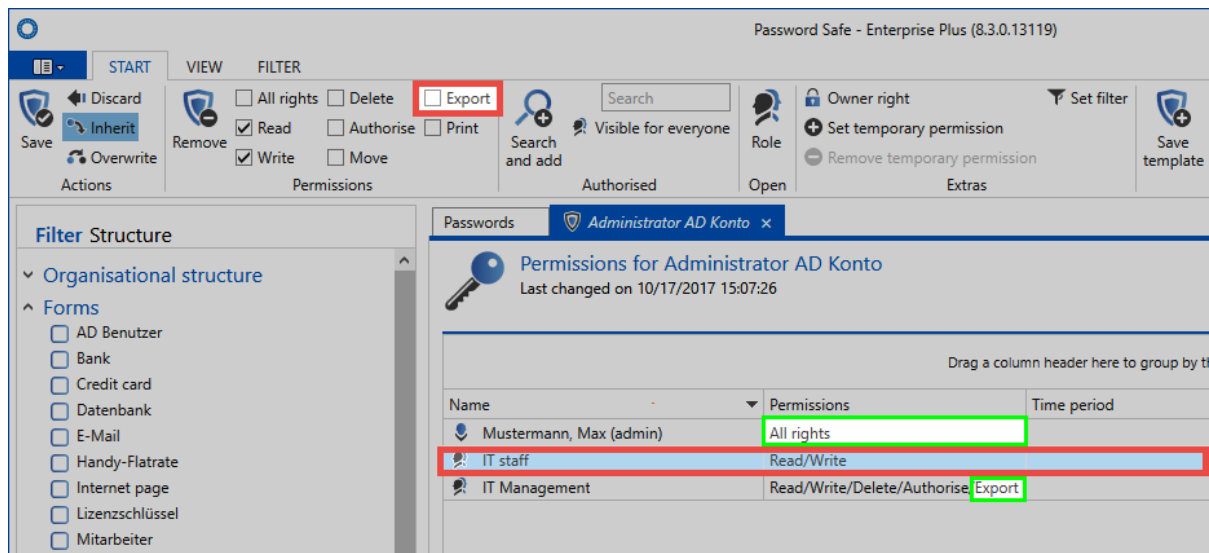 Password Safe - Enterprise Plus (8.3.0.13119)
START VIEW FILTER
Discard All rights Delete Export Search Owner right Set filter
Inherit Read Authorise Print Visible for everyone Set temporary permission
Save Overwrite Remove Write Move Search and add Role Remove temporary permission Save template
Actions Permissions Authorised Open Extras
Filter Structure
Organisational structure
Forms
AD Benutzer
Bank
Credit card
Datenbank
E-Mail
Handy-Flatrate
Internet page
Lizenzschlüssel
Mitarbeiter
Passwords Administrator AD Konto ×
Permissions for Administrator AD Konto
Last changed on 10/17/2017 15:07:26
Drag a column header here to group by
Name Permissions Time period
Mustermann, Max (admin) All rights
IT staff Read/Write
IT Management Read/Write/Delete/Authorise/Export